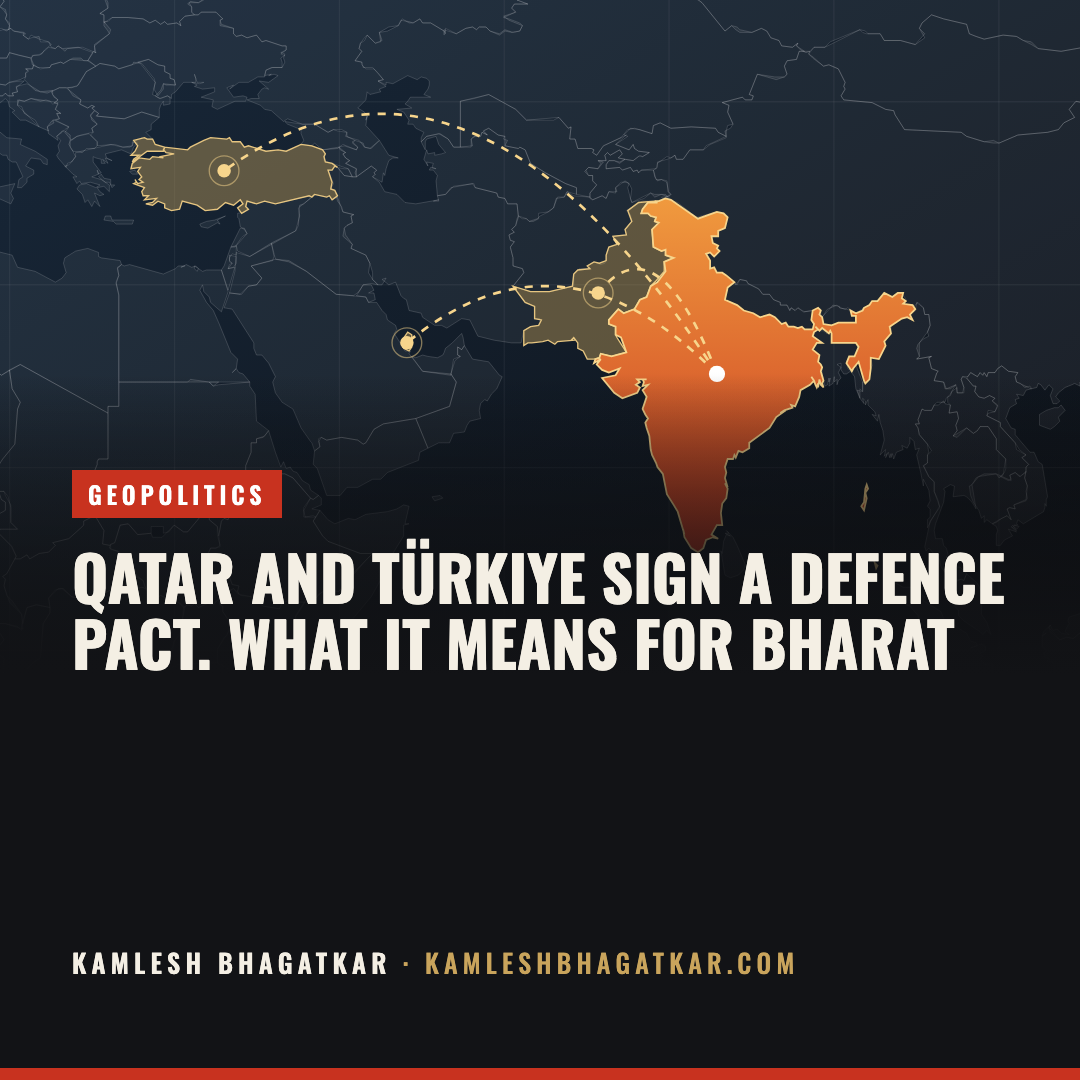 GEOPOLITICS
QATAR AND TÜRKIYE SIGN A DEFENCE
PACT. WHAT IT MEANS FOR BHARAT
KAMLESH BHAGATKAR · KAMLESHBHAGATKAR.COM